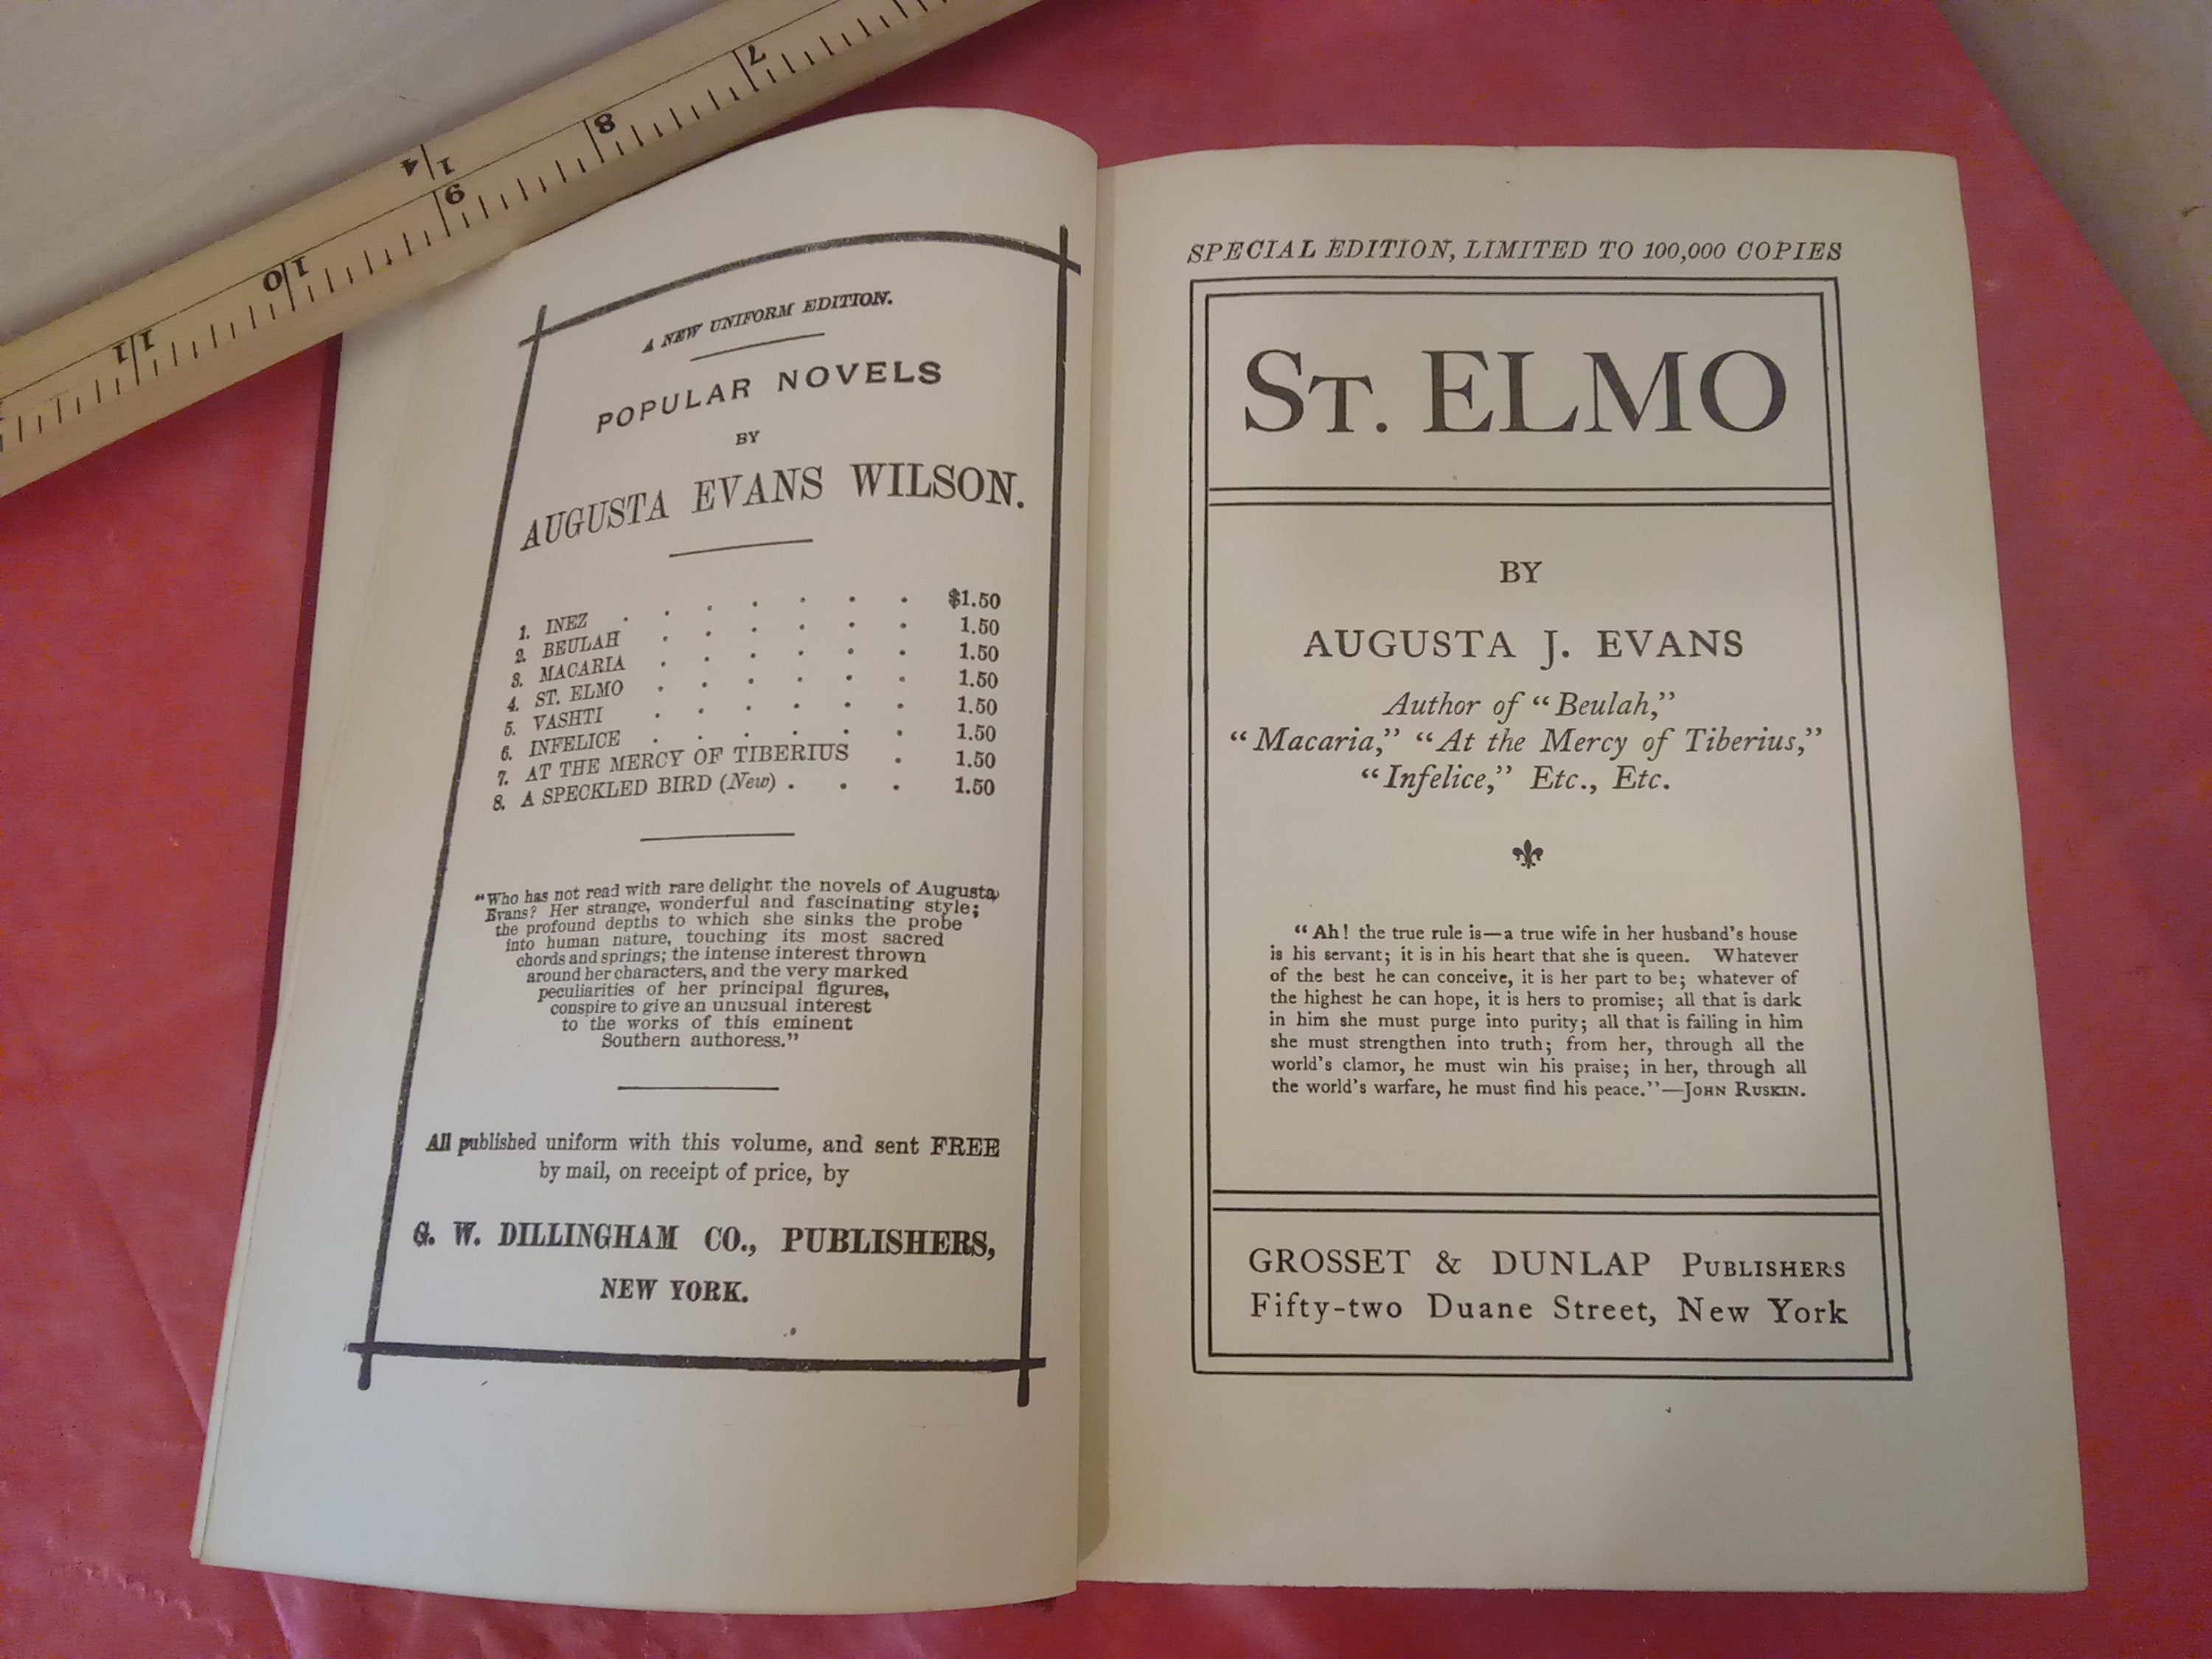 7
8
1/4
9
10
11
A NEW UNIFORM EDITION.
POPULAR NOVELS
BY
AUGUSTA EVANS WILSON.
1. INEZ . . . . . . . $1.50
2. BEULAH . . . . . . 1.50
3. MACARIA . . . . . . 1.50
4. ST. ELMO . . . . . . 1.50
5. VASHTI . . . . . . 1.50
6. INFELICE . . . . . . 1.50
7. AT THE MERCY OF TIBERIUS . 1.50
8. A SPECKLED BIRD (New) . . . 1.50
"Who has not read with rare delight the novels of Augusta
Evans? Her strange, wonderful and fascinating style;
the profound depths to which she sinks the probe
into human nature, touching its most sacred
chords and springs; the intense interest thrown
around her characters, and the very marked
peculiarities of her principal figures,
conspire to give an unusual interest
to the works of this eminent
Southern authoress."
All published uniform with this volume, and sent FREE
by mail, on receipt of price, by
G. W. DILLINGHAM CO., PUBLISHERS,
NEW YORK.
SPECIAL EDITION, LIMITED TO 100,000 COPIES
ST. ELMO
BY
AUGUSTA J. EVANS
Author of "Beulah,"
"Macaria," "At the Mercy of Tiberius,"
"Infelice," Etc., Etc.
"Ah! the true rule is—a true wife in her husband's house
is his servant; it is in his heart that she is queen. Whatever
of the best he can conceive, it is her part to be; whatever of
the highest he can hope, it is hers to promise; all that is dark
in him she must purge into purity; all that is failing in him
she must strengthen into truth; from her, through all the
world's clamor, he must win his praise; in her, through all
the world's warfare, he must find his peace."—JOHN RUSKIN.
GROSSET & DUNLAP PUBLISHERS
Fifty-two Duane Street, New York